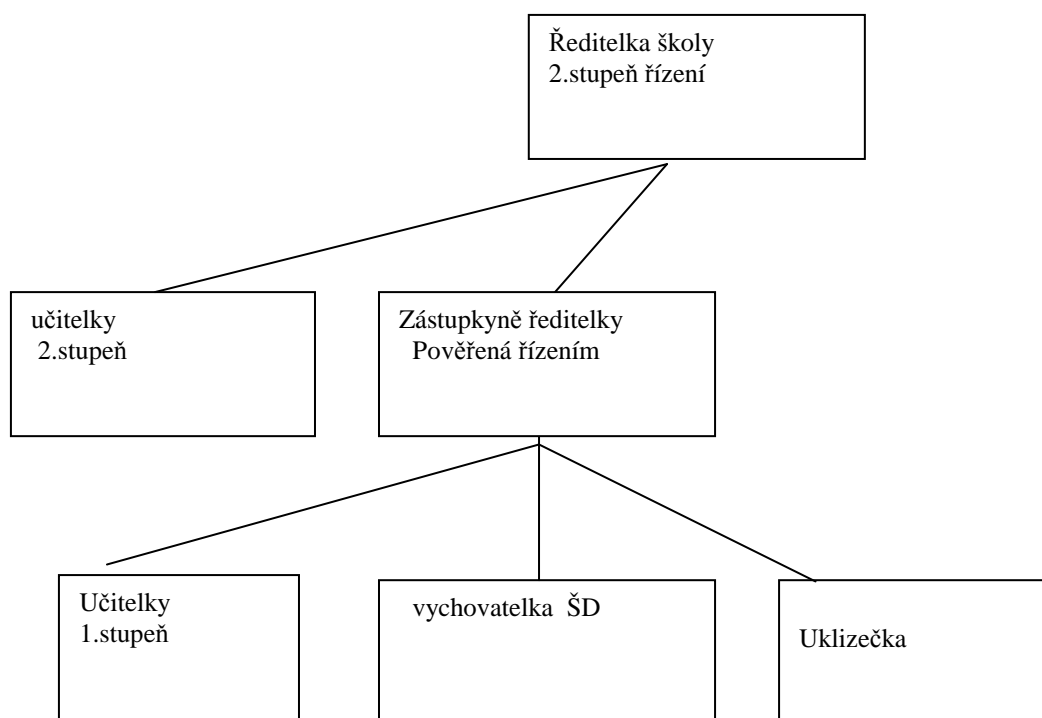 Ředitelka školy
2.stupeň řízení
učitelky
2.stupeň
Zástupkyně ředitelky
Pověřená řízením
Učitelky
1.stupeň
vychovatelka ŠD
Uklizečka